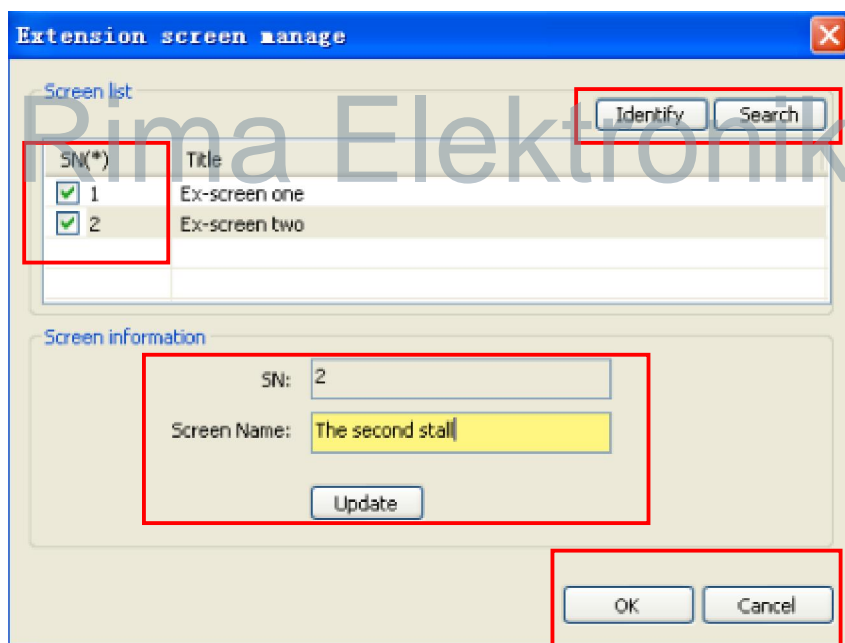 Extension screen manage
Screen list
Identify Search
Rima Elektronik
SN(*) Title
1 Ex-screen one
2 Ex-screen two
Screen information
SN: 2
Screen Name: The second stall
Update
OK Cancel